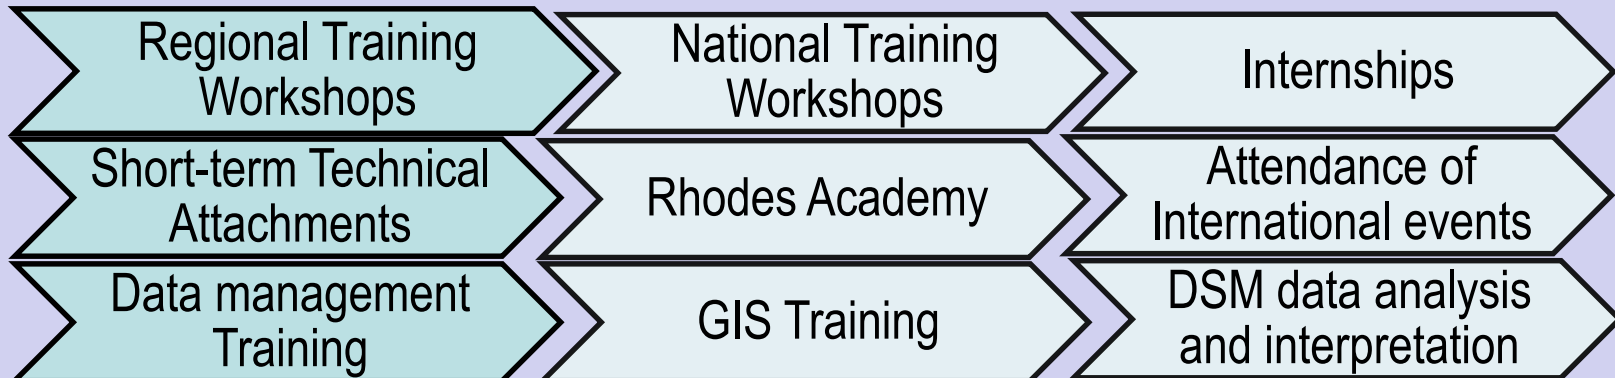 Regional Training
Workshops
National Training
Workshops
Internships
Short-term Technical
Attachments
Rhodes Academy
Attendance of
International events
Data management
Training
GIS Training
DSM data analysis
and interpretation